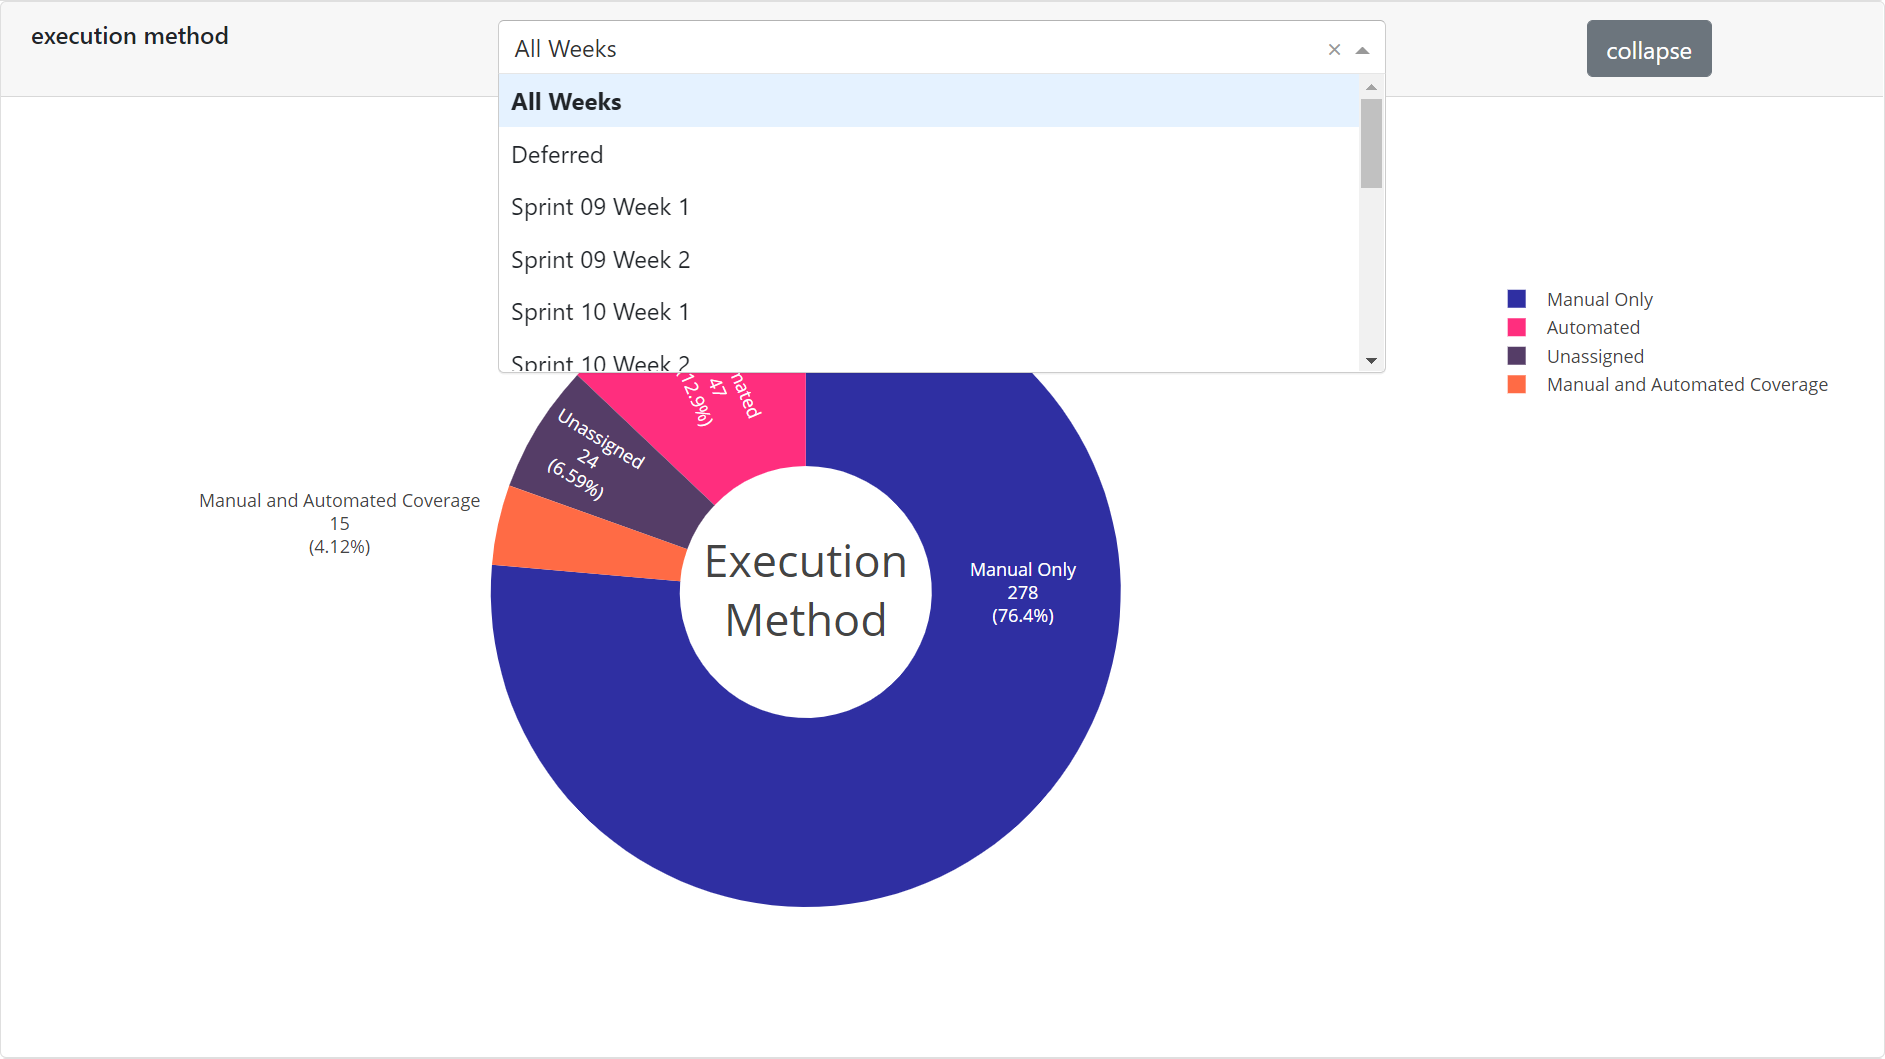 execution method
All Weeks
collapse
All Weeks
Deferred
Sprint 09 Week 1
Sprint 09 Week 2
Sprint 10 Week 1
Sprint 10 Week 2
Manual Only
Automated
Unassigned
Manual and Automated Coverage
nated
47
12.9%)
Unassigned
24
(6.59%)
Manual and Automated Coverage
15
(4.12%)
Execution
Method
Manual Only
278
(76.4%)